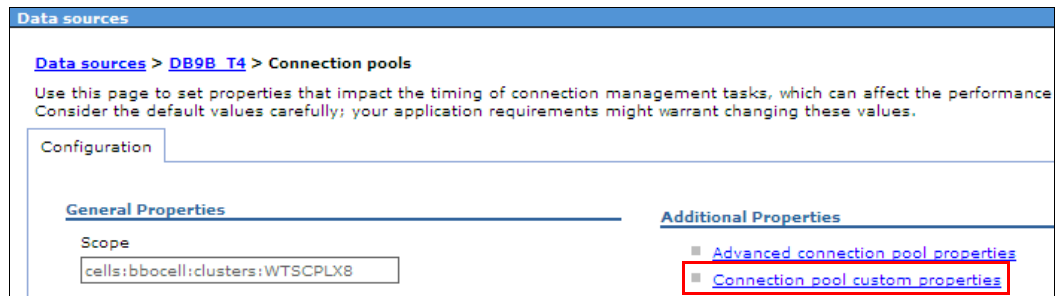 Data sources
Data sources > DB9B_T4 > Connection pools
Use this page to set properties that impact the timing of connection management tasks, which can affect the performance
Consider the default values carefully; your application requirements might warrant changing these values.
Configuration
General Properties
Scope
cells:bbocell:clusters:WTSCPLX8
Additional Properties
Advanced connection pool properties
Connection pool custom properties